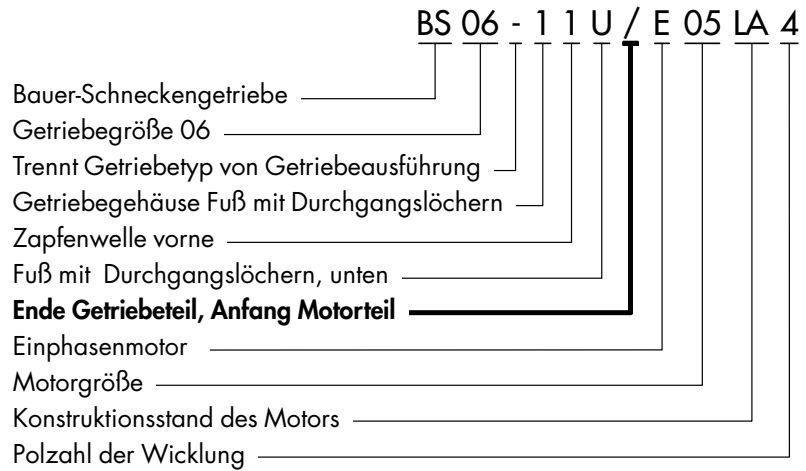 BS 06 - 1 1 U / E 05 LA 4
Bauer-Schneckengetriebe
Getriebegröße 06
Trennt Getriebetyp von Getriebeausführung
Getriebegehäuse Fuß mit Durchgangslöchern
Zapfenwelle vorne
Fuß mit Durchgangslöchern, unten
Ende Getriebeteil, Anfang Motorteil
Einphasenmotor
Motorgröße
Konstruktionsstand des Motors
Polzahl der Wicklung